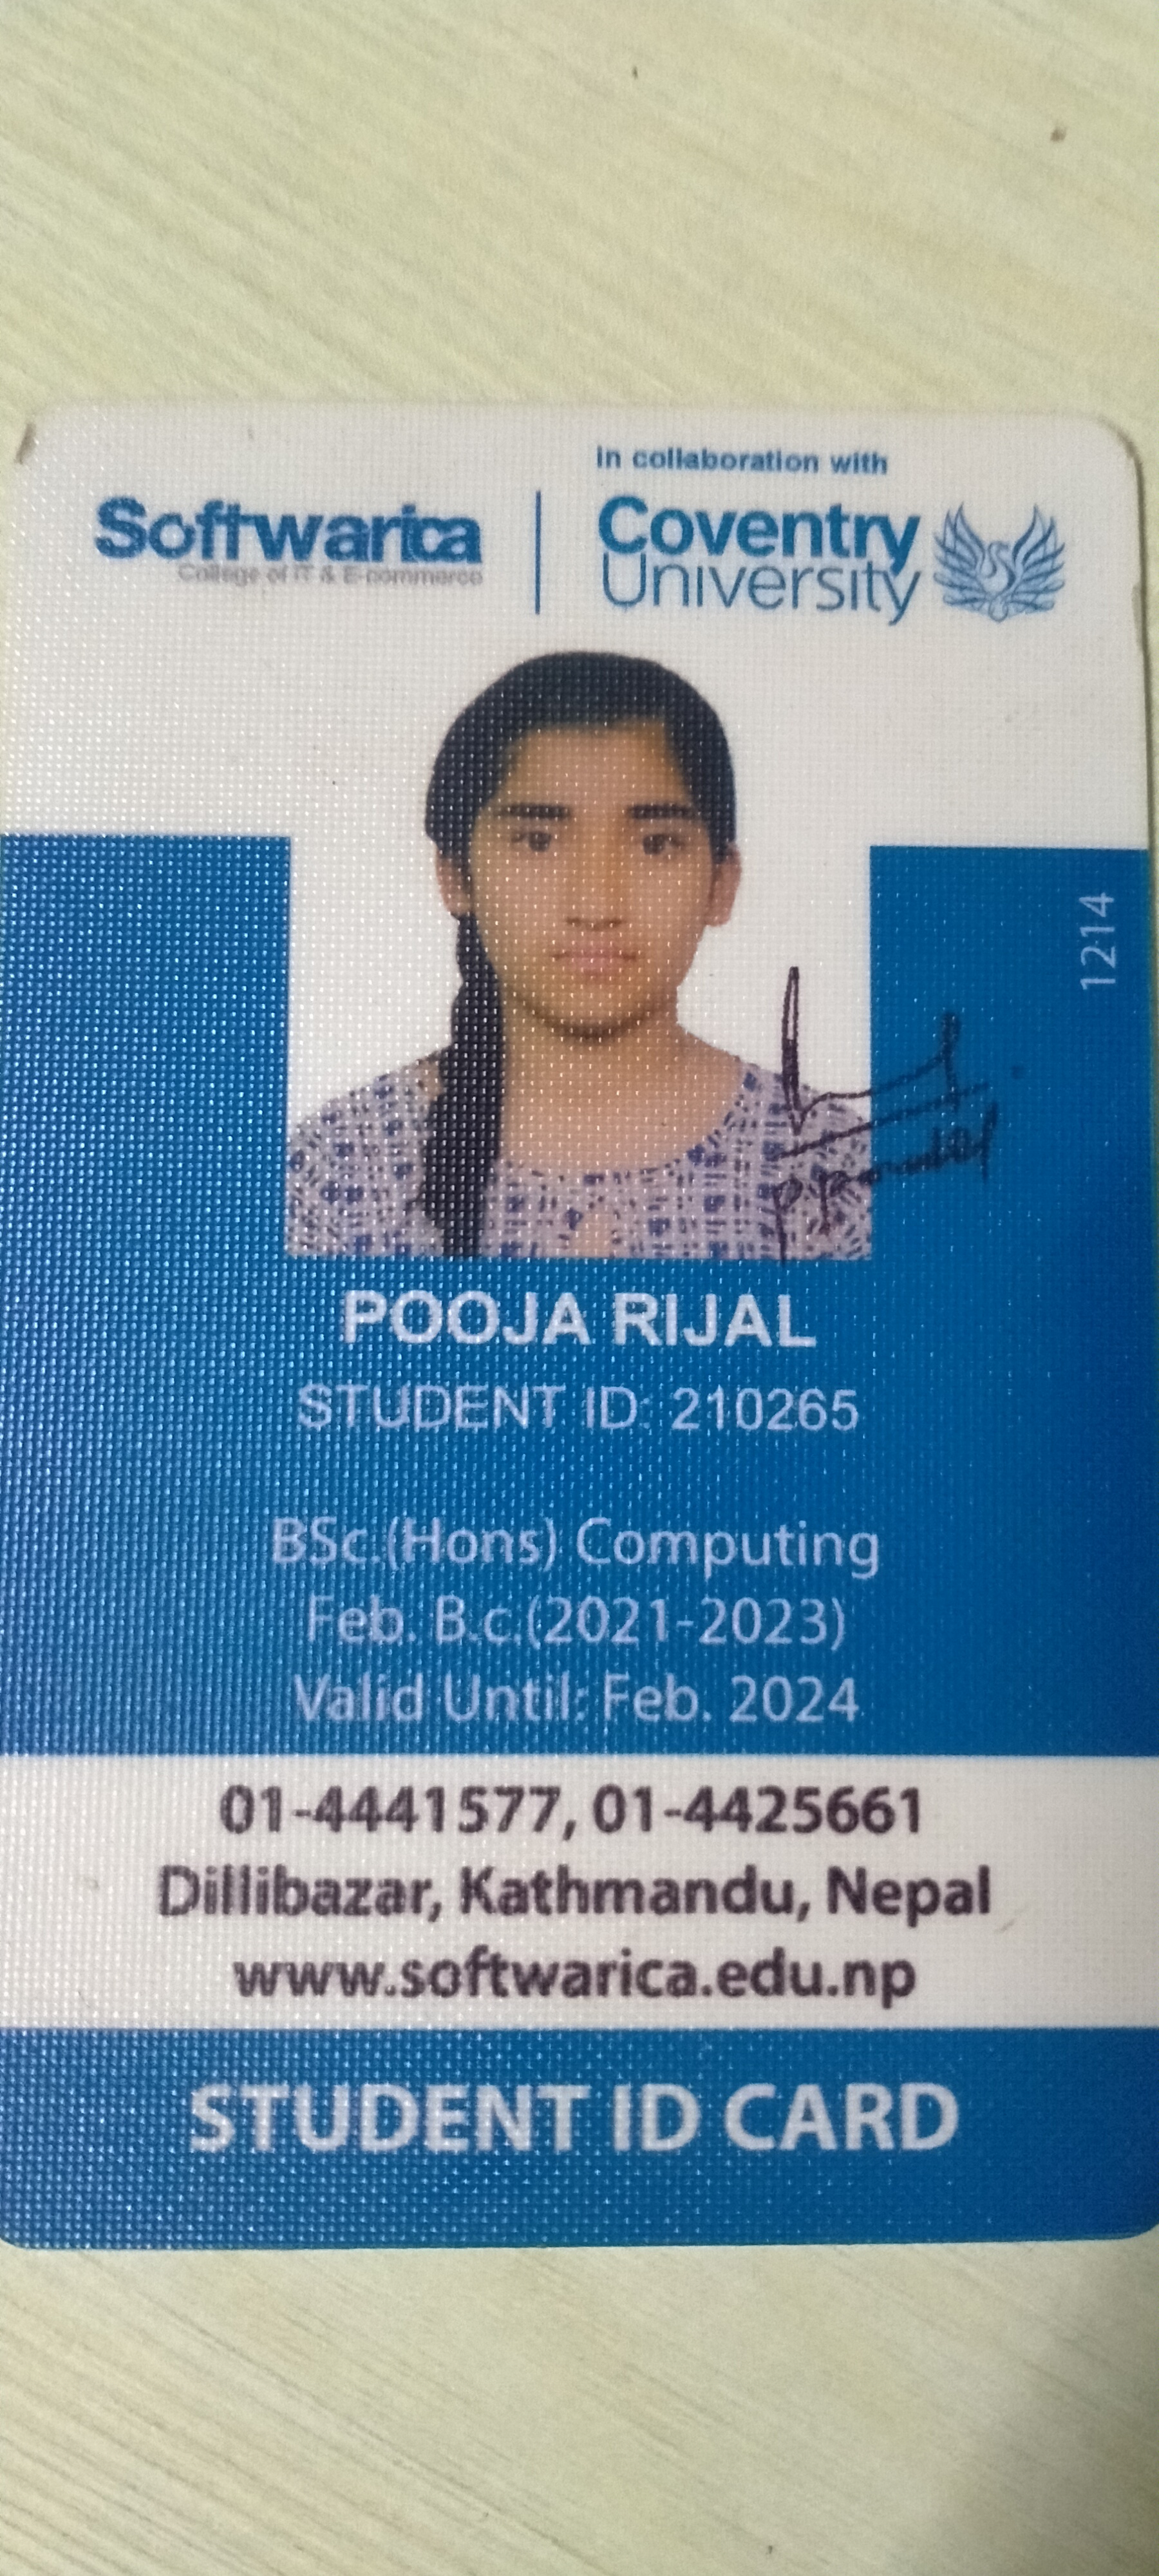 in collaboration with
Softwarica
College of IT & E-commerce
Coventry
University
1214
POOJA RIJAL
STUDENT ID: 210265
BSc.(Hons) Computing
Feb. B.c.(2021-2023)
Valid Until: Feb. 2024
01-4441577, 01-4425661
Dillibazar, Kathmandu, Nepal
www.softwarica.edu.np
STUDENT ID CARD